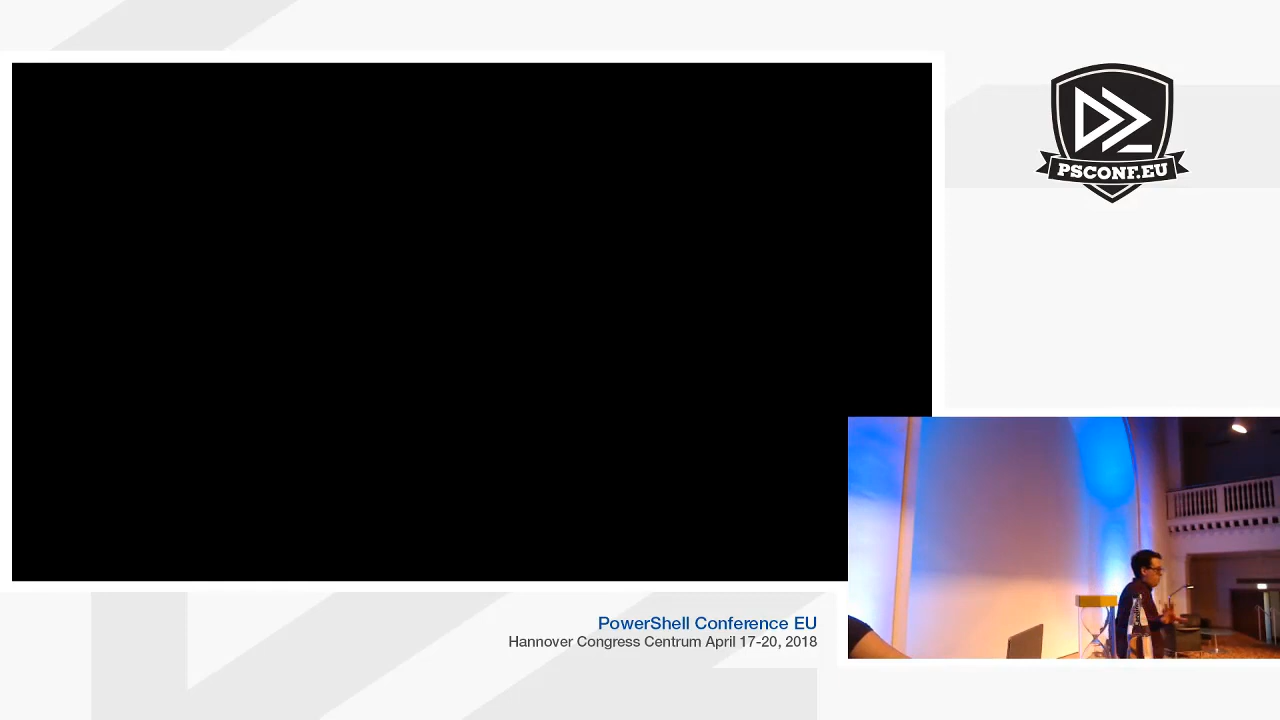 PSCONF.EU
PowerShell Conference EU
Hannover Congress Centrum April 17-20, 2018